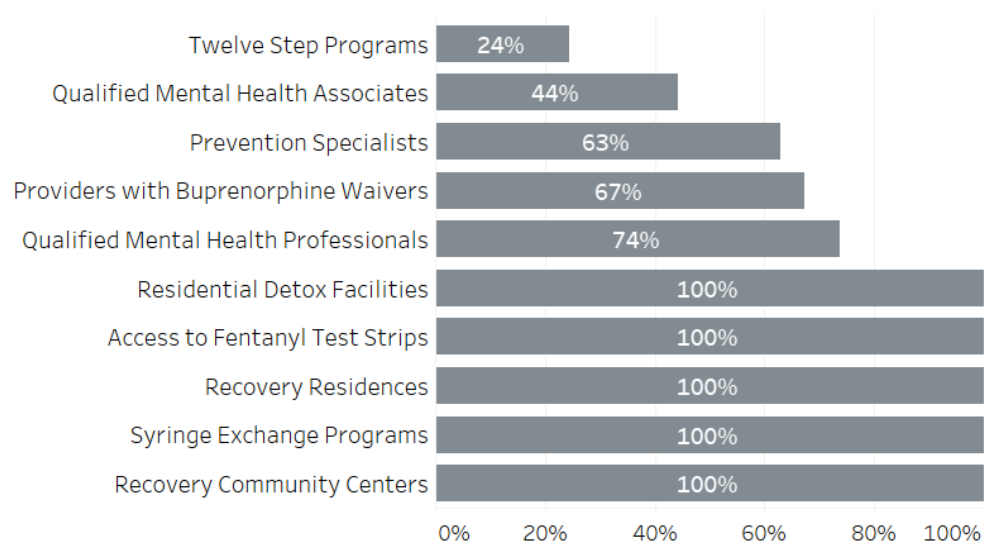 Twelve Step Programs 24%
Qualified Mental Health Associates 44%
Prevention Specialists 63%
Providers with Buprenorphine Waivers 67%
Qualified Mental Health Professionals 74%
Residential Detox Facilities 100%
Access to Fentanyl Test Strips 100%
Recovery Residences 100%
Syringe Exchange Programs 100%
Recovery Community Centers 100%
0% 20% 40% 60% 80% 100%